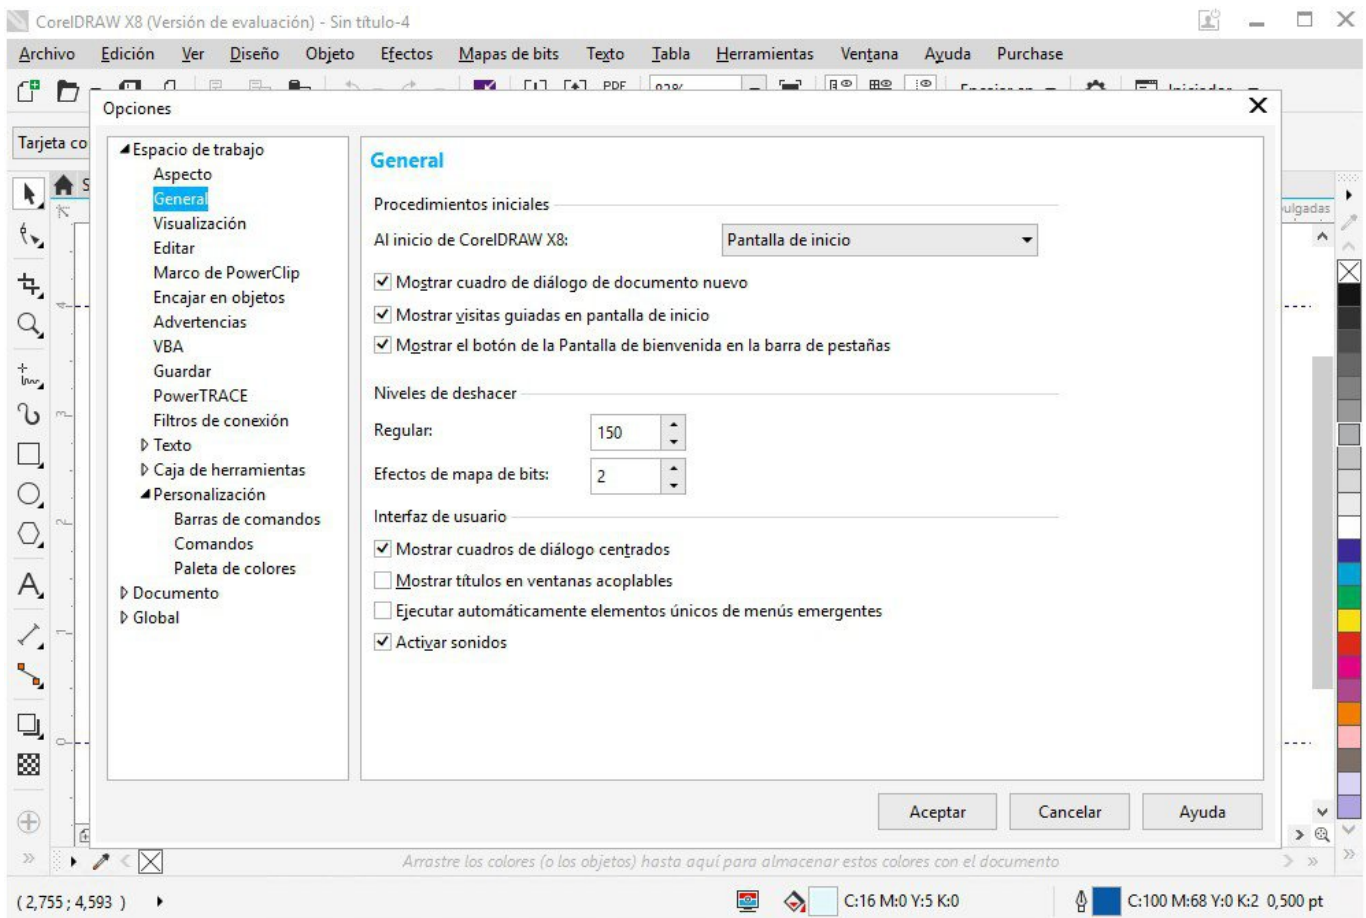 CorelDRAW X8 (Versión de evaluación) - Sin título-4
Archivo Edición Ver Diseño Objeto Efectos Mapas de bits Texto Tabla Herramientas Ventana Ayuda Purchase
PDF 93%
Opciones
Tarjeta co
Espacio de trabajo
Aspecto
General
Visualización
Editar
Marco de PowerClip
Encajar en objetos
Advertencias
VBA
Guardar
PowerTRACE
Filtros de conexión
Texto
Caja de herramientas
Personalización
Barras de comandos
Comandos
Paleta de colores
Documento
Global
General
Procedimientos iniciales
Al inicio de CorelDRAW X8: Pantalla de inicio
Mostrar cuadro de diálogo de documento nuevo
Mostrar visitas guiadas en pantalla de inicio
Mostrar el botón de la Pantalla de bienvenida en la barra de pestañas
Niveles de deshacer
Regular: 150
Efectos de mapa de bits: 2
Interfaz de usuario
Mostrar cuadros de diálogo centrados
Mostrar títulos en ventanas acoplables
Ejecutar automáticamente elementos únicos de menús emergentes
Activar sonidos
Aceptar Cancelar Ayuda
ulgadas
4
3
2
1
0
Arrastre los colores (o los objetos) hasta aquí para almacenar estos colores con el documento
(2,755; 4,593 ) C:16 M:0 Y:5 K:0 C:100 M:68 Y:0 K:2 0,500 pt